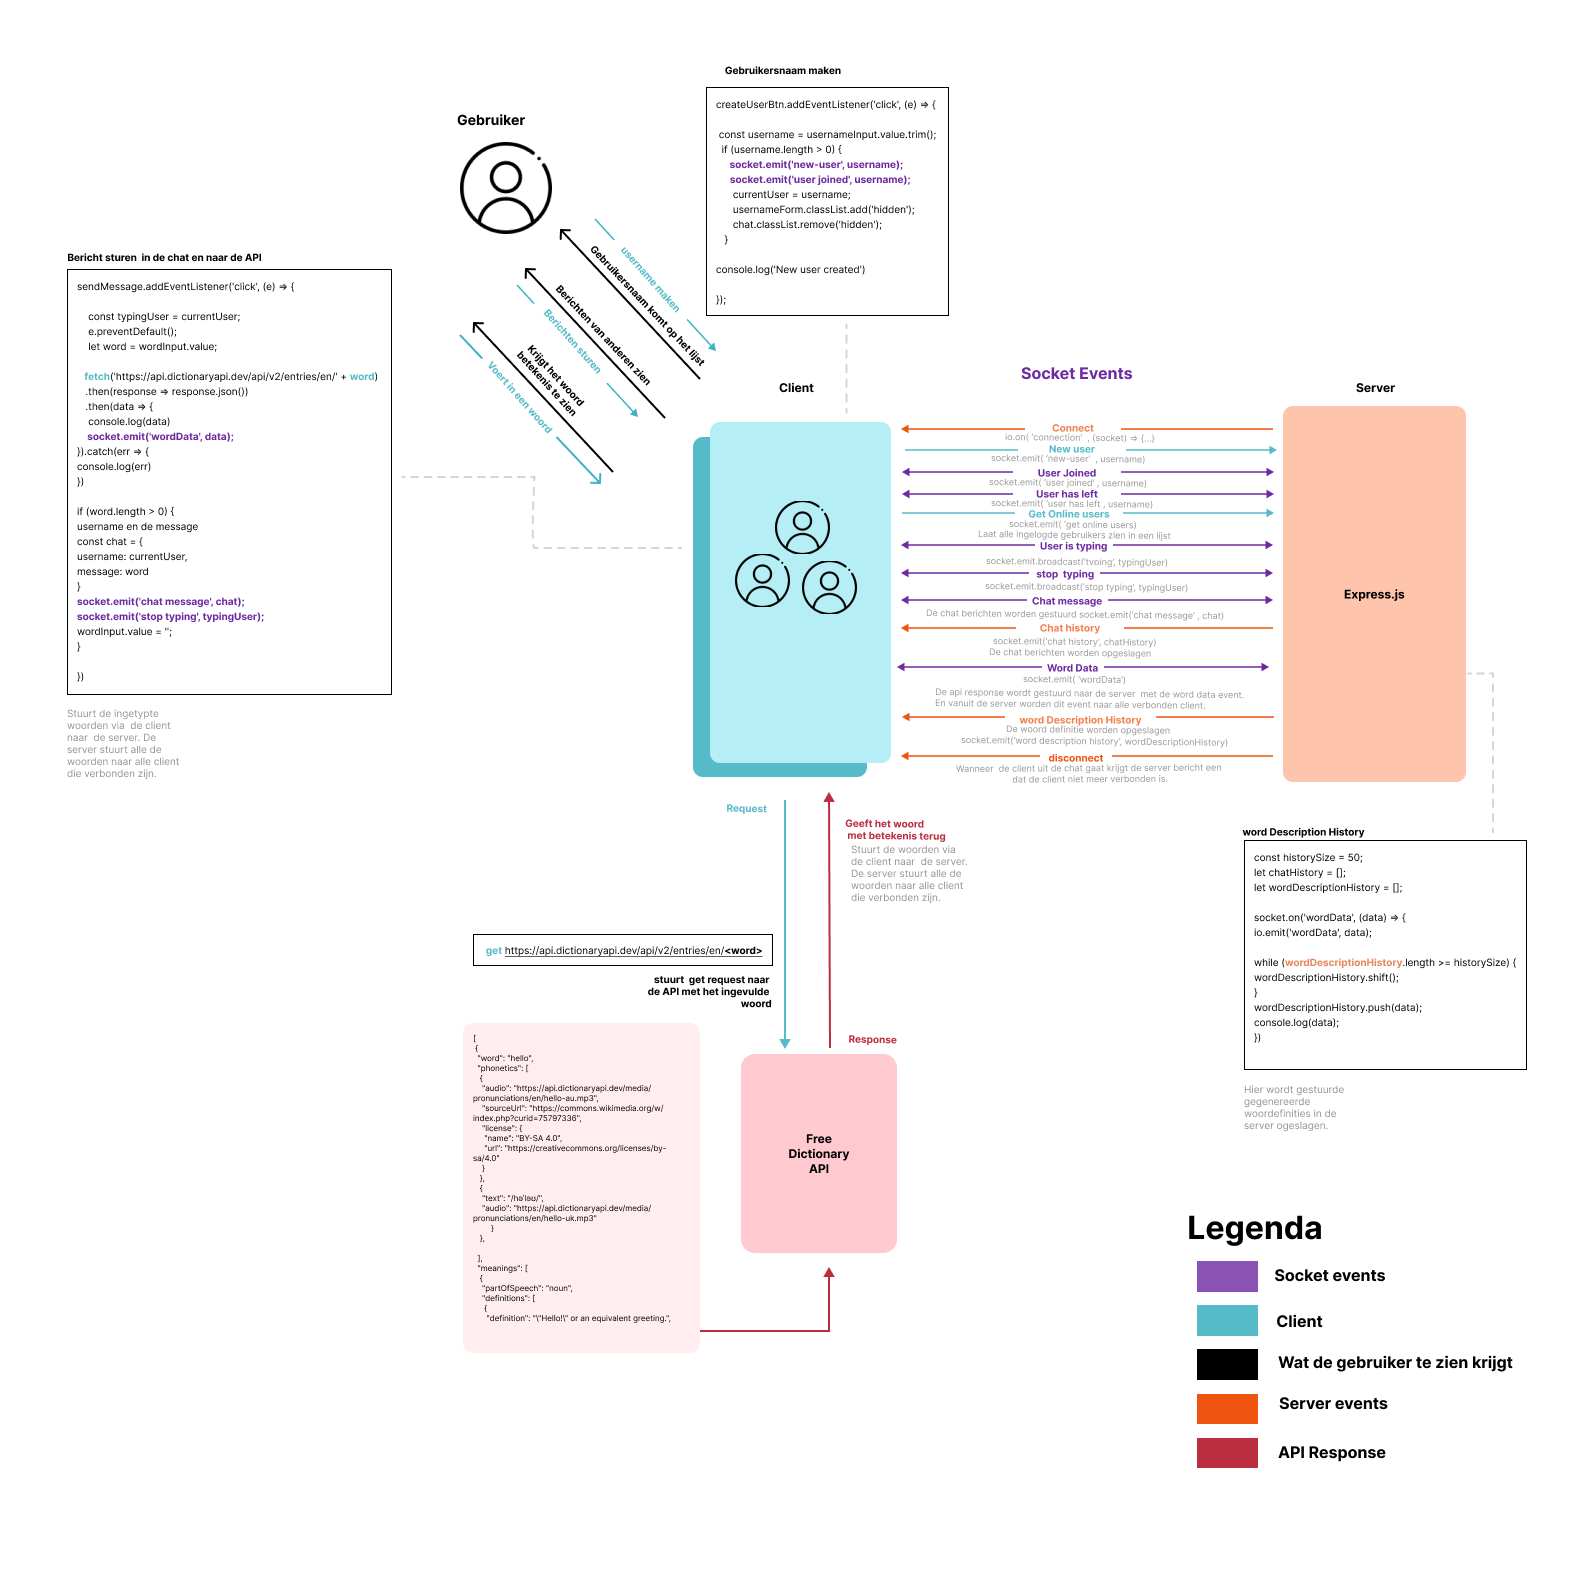 Gebruikersnaam maken
createUserBtn.addEventListener('click', (e) => {
const username = usernameInput.value.trim();
if (username.length > 0) {
socket.emit('new-user', username);
socket.emit('user joined', username);
currentUser = username;
usernameForm.classList.add('hidden');
chat.classList.remove('hidden');
}
console.log('New user created')
});
Gebruiker
username maken
Gebruikersnaam komt op het lijst
Berichten van anderen zien
Berichten sturen
Krijgt het woord
betekenis te zien
Voert in een woord
Bericht sturen  in de chat en naar de API
sendMessage.addEventListener('click', (e) => {
const typingUser = currentUser;
e.preventDefault();
let word = wordInput.value;
fetch('https://api.dictionaryapi.dev/api/v2/entries/en/' + word)
.then(response => response.json())
.then(data => {
console.log(data)
socket.emit('wordData', data);
}).catch(err => {
console.log(err)
})
if (word.length > 0) {
username en de message
const chat = {
username: currentUser,
message: word
}
socket.emit('chat message', chat);
socket.emit('stop typing', typingUser);
wordInput.value = '';
}
})
Stuurt de ingetypte
woorden via  de client
naar  de server. De
server stuurt alle de
woorden naar alle client
die verbonden zijn.
Client
Socket Events
Server
Connect
io.on( 'connection'  , (socket) => {...}
New user
socket.emit( 'new-user'  , username)
User Joined
socket.emit( 'user joined' , username)
User has left
socket.emit( 'user has left , username)
Get Online users
socket.emit( 'get online users)
Laat alle ingelogde gebruikers zien in een lijst
User is typing
socket.emit.broadcast('typing', typingUser)
stop  typing
socket.emit.broadcast('stop typing', typingUser)
Chat message
De chat berichten worden gestuurd socket.emit('chat message' , chat)
Chat history
socket.emit('chat history', chatHistory)
De chat berichten worden opgeslagen
Word Data
socket.emit( 'wordData')
De api response wordt gestuurd naar de server  met de word data event.
En vanuit de server worden dit event naar alle verbonden client.
word Description History
De woord definitie worden opgeslagen
socket.emit('word description history', wordDescriptionHistory)
disconnect
Wanneer  de client uit de chat gaat krijgt de server bericht een
dat de client niet meer verbonden is.
Express.js
Request
Geeft het woord
met betekenis terug
Stuurt de woorden via
de client naar  de server.
De server stuurt alle de
woorden naar alle client
die verbonden zijn.
get https://api.dictionaryapi.dev/api/v2/entries/en/<word>
stuurt  get request naar
de API met het ingevulde
woord
Response
Free
Dictionary
API
[
{
"word": "hello",
"phonetics": [
{
"audio": "https://api.dictionaryapi.dev/media/
pronunciations/en/hello-au.mp3",
"sourceUrl": "https://commons.wikimedia.org/w/
index.php?curid=75797336",
"license": {
"name": "BY-SA 4.0",
"url": "https://creativecommons.org/licenses/by-
sa/4.0"
}
},
{
"text": "/həˈləʊ/",
"audio": "https://api.dictionaryapi.dev/media/
pronunciations/en/hello-uk.mp3"
}
},
],
"meanings": [
{
"partOfSpeech": "noun",
"definitions": [
{
"definition": "\"Hello!\" or an equivalent greeting.",
word Description History
const historySize = 50;
let chatHistory = [];
let wordDescriptionHistory = [];
socket.on('wordData', (data) => {
io.emit('wordData', data);
while (wordDescriptionHistory.length >= historySize) {
wordDescriptionHistory.shift();
}
wordDescriptionHistory.push(data);
console.log(data);
})
Hier wordt gestuurde
gegenereerde
woordefinities in de
server ogeslagen.
Legenda
Socket events
Client
Wat de gebruiker te zien krijgt
Server events
API Response